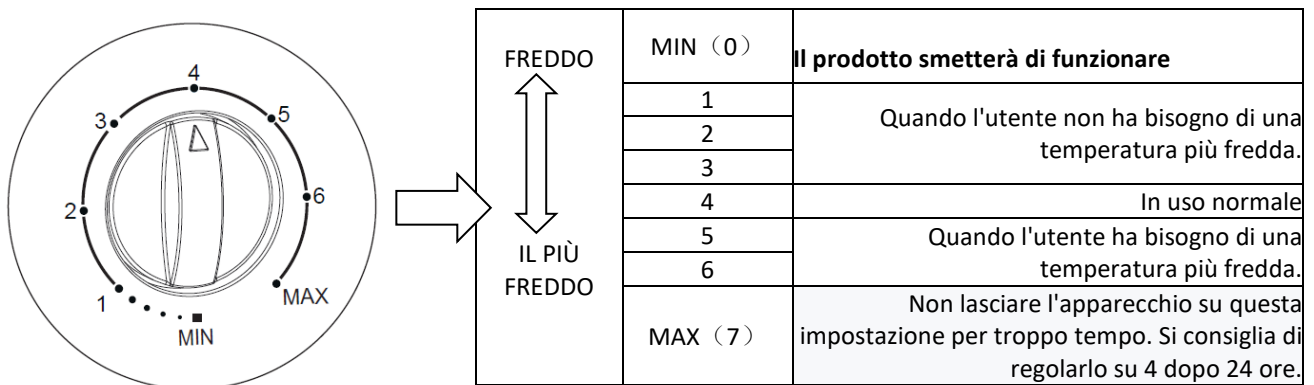 4
3
5
2
6
1
MAX
MIN
FREDDO
IL PIÙ
FREDDO
MIN（0）
Il prodotto smetterà di funzionare
1
2
3
Quando l'utente non ha bisogno di una
temperatura più fredda.
4
In uso normale
5
6
Quando l'utente ha bisogno di una
temperatura più fredda.
MAX（7）
Non lasciare l'apparecchio su questa
impostazione per troppo tempo. Si consiglia di
regolarlo su 4 dopo 24 ore.